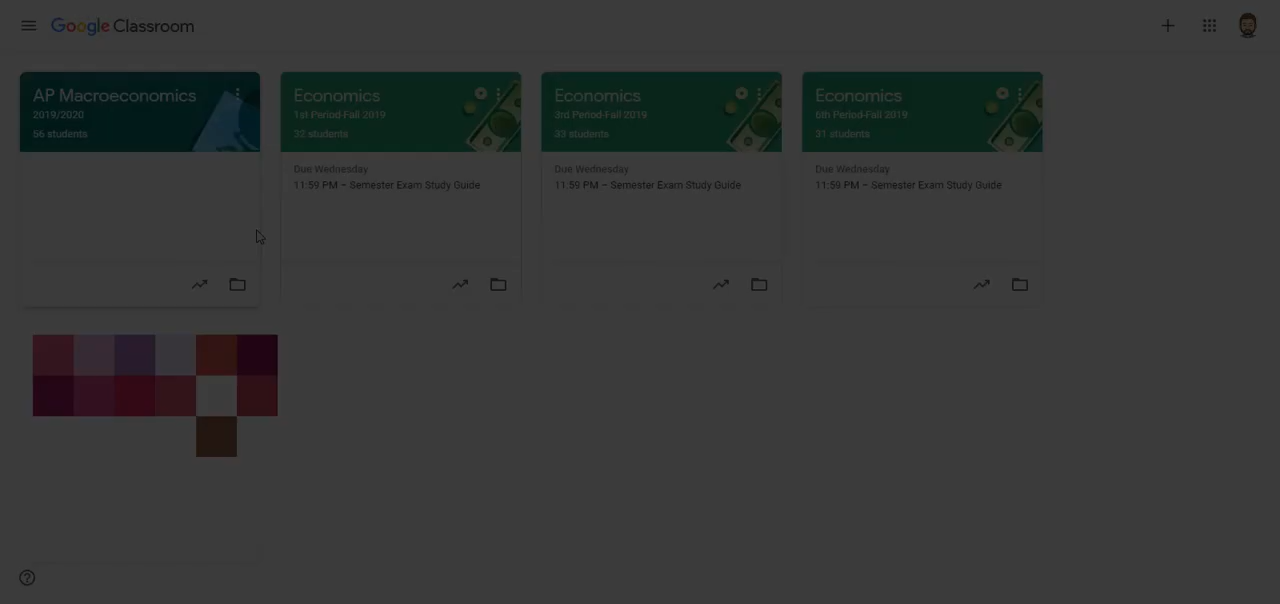 Google Classroom
AP Macroeconomics
2019/2020
56 students
Economics
1st Period-Fall 2019
32 students
Due Wednesday
11:59 PM – Semester Exam Study Guide
Economics
3rd Period-Fall 2019
33 students
Due Wednesday
11:59 PM – Semester Exam Study Guide
Economics
6th Period-Fall 2019
31 students
Due Wednesday
11:59 PM – Semester Exam Study Guide